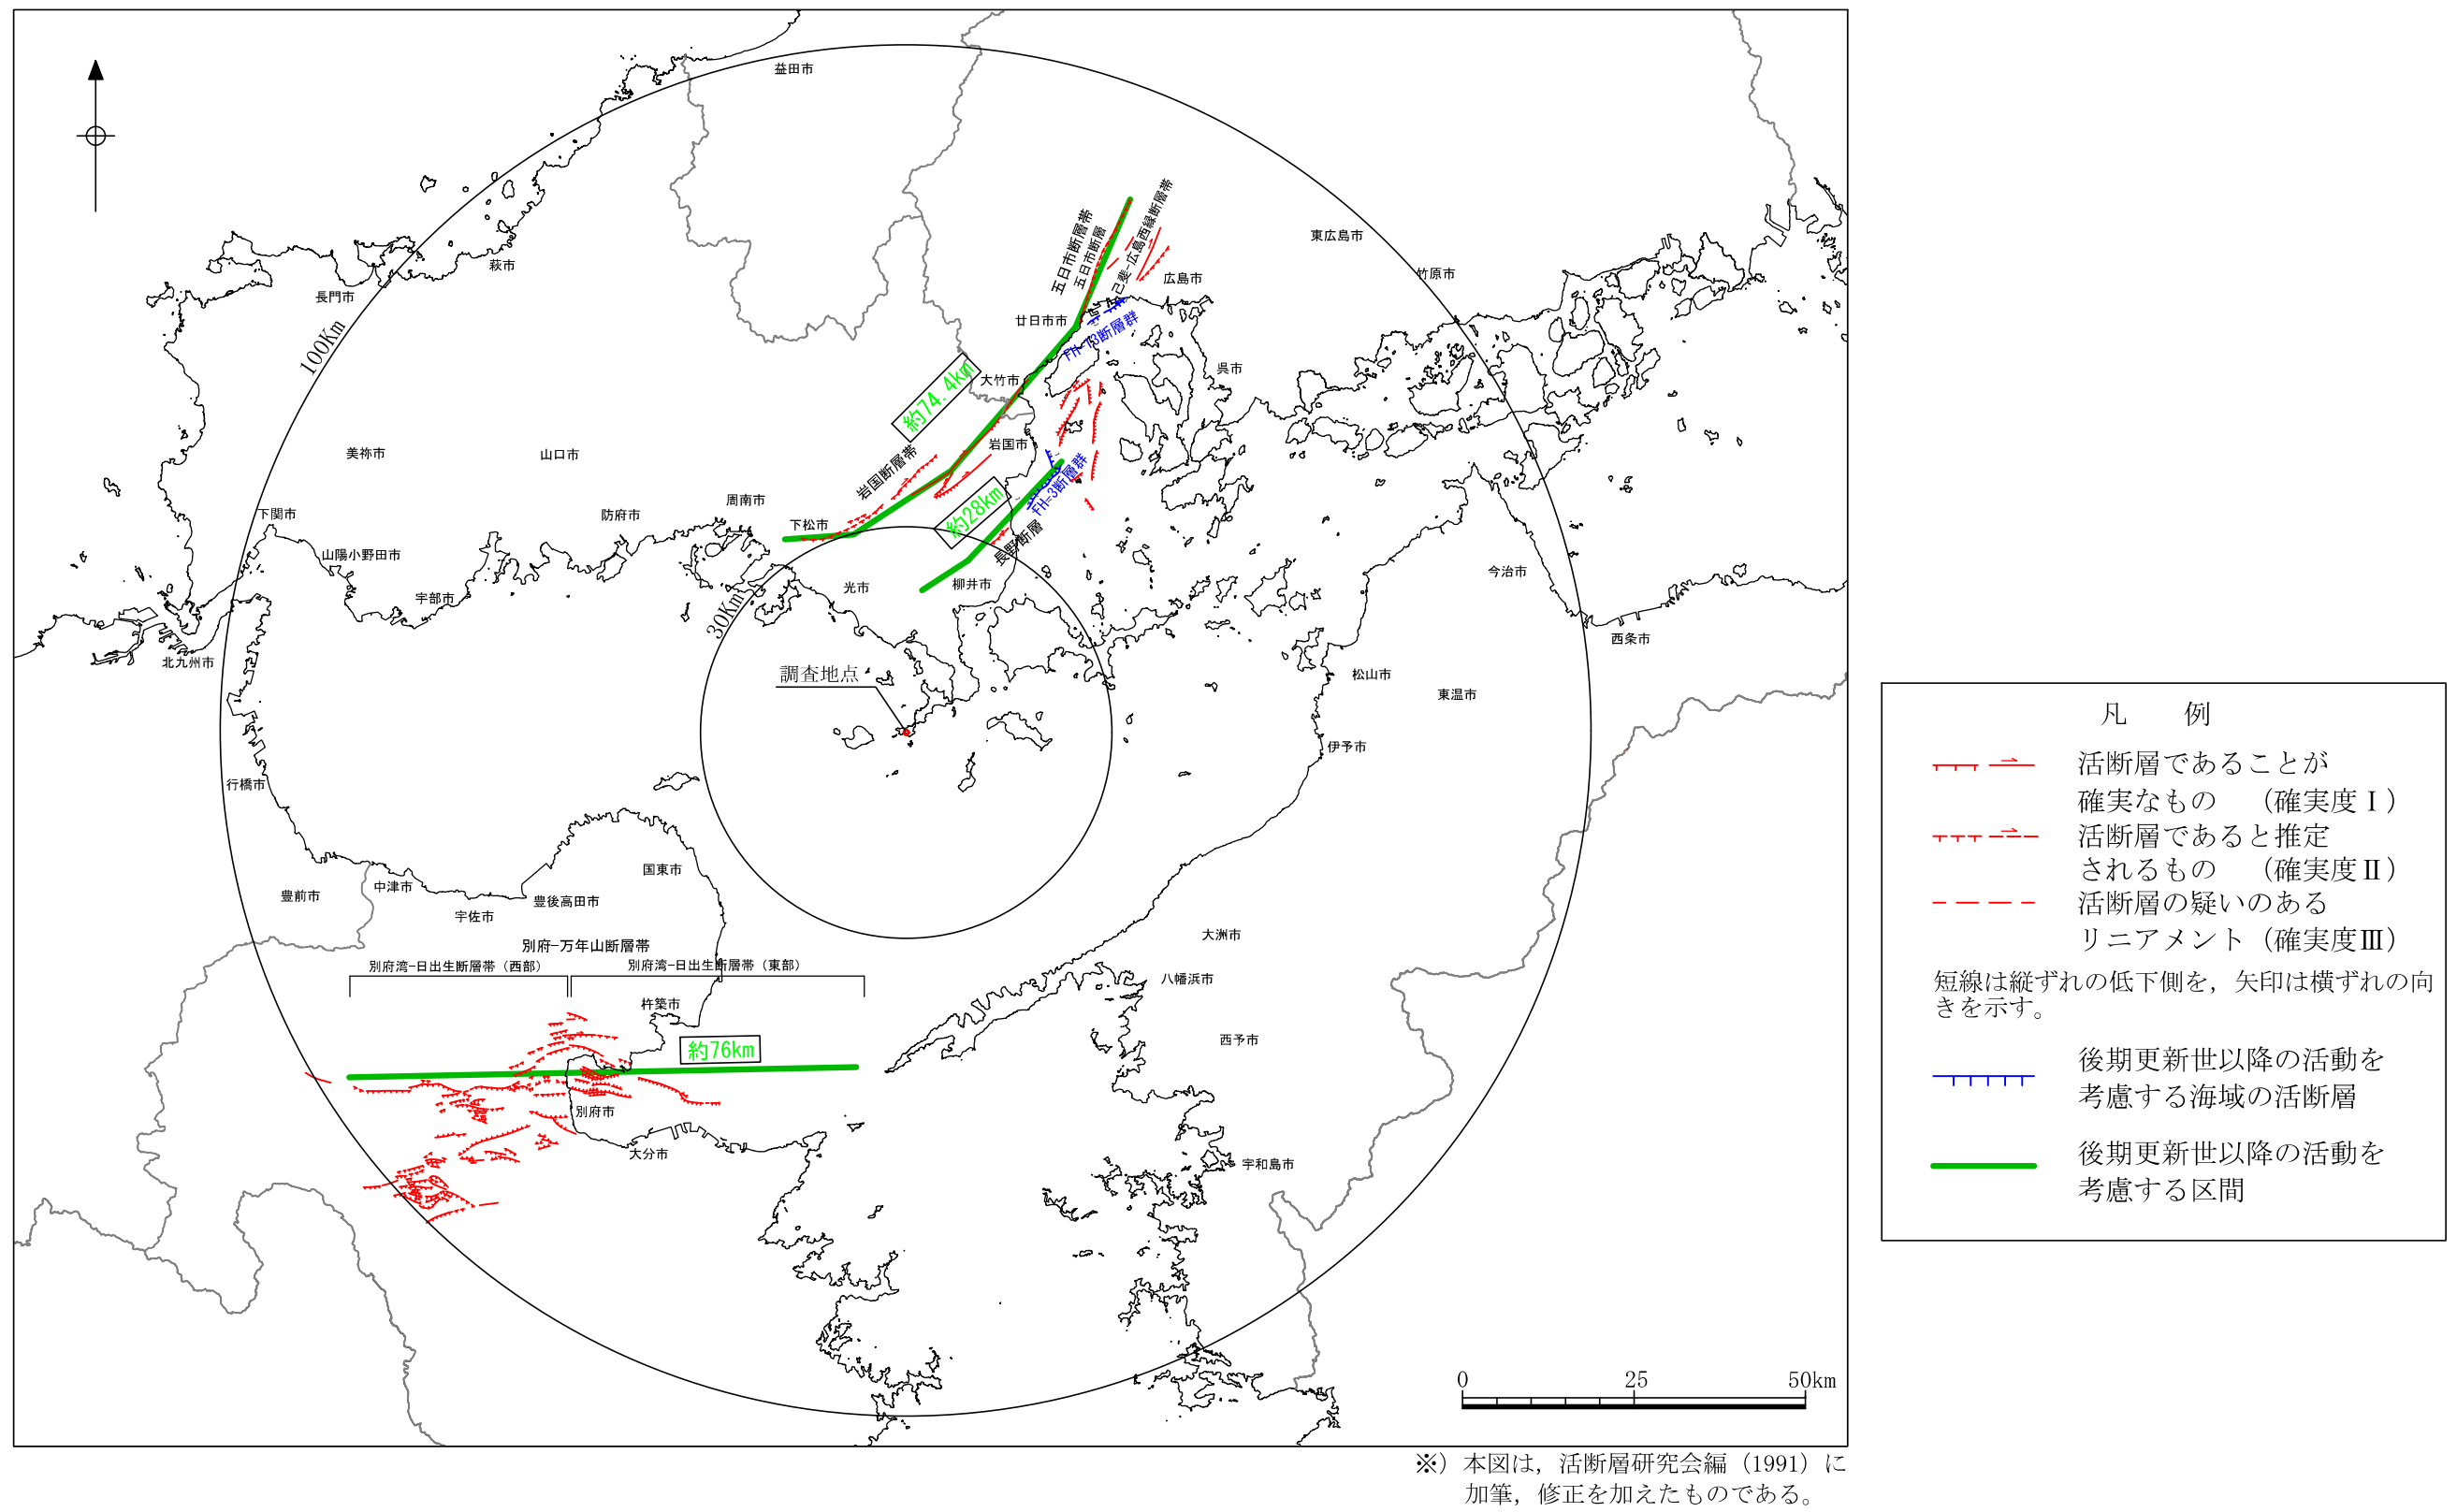 益田市
東広島市
竹原市
萩市
長門市
五日市断層帯
五日市断層
己斐-広島西縁断層帯
広島市
廿日市市
FH-13断層群
100Km
約74.4km
大竹市
呉市
美祢市
山口市
岩国市
岩国断層帯
周南市
約28km
FH=3断層群
下関市
防府市
下松市
長野断層
山陽小野田市
宇部市
光市
柳井市
今治市
30Km
北九州市
西条市
調査地点
松山市
東温市
伊予市
行橋市
国東市
豊前市
中津市
宇佐市
豊後高田市
大洲市
別府-万年山断層帯
別府湾-日出生断層帯(西部)
別府湾-日出生断層帯(東部)
八幡浜市
杵築市
西予市
約76km
別府市
大分市
宇和島市
0 25 50km
凡 例
活断層であることが
確実なもの (確実度Ⅰ)
活断層であると推定
されるもの (確実度Ⅱ)
活断層の疑いのある
リニアメント(確実度Ⅲ)
短線は縦ずれの低下側を,矢印は横ずれの向
きを示す。
後期更新世以降の活動を
考慮する海域の活断層
後期更新世以降の活動を
考慮する区間
※)本図は,活断層研究会編(1991)に
加筆,修正を加えたものである。